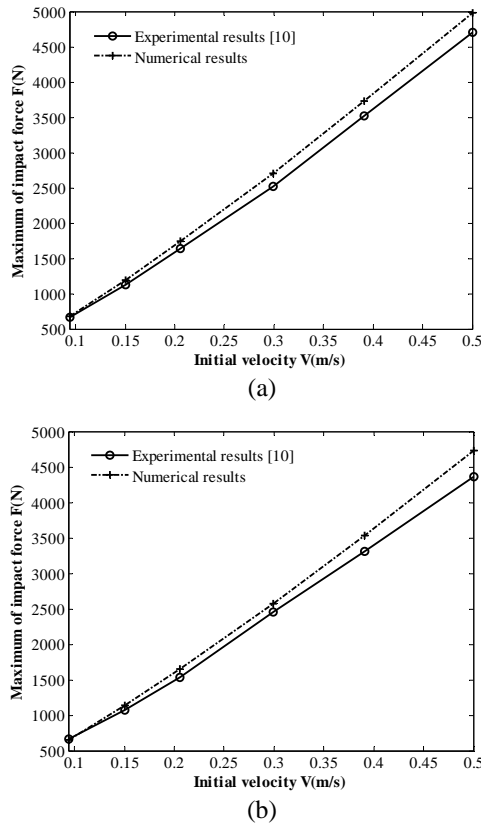 5000
4500
4000
3500
3000
2500
2000
1500
1000
500
Maximum of impact force F(N)
Experimental results [10]
Numerical results
0.1 0.15 0.2 0.25 0.3 0.35 0.4 0.45 0.5
Initial velocity V(m/s)
(a)
5000
4500
4000
3500
3000
2500
2000
1500
1000
500
Maximum of impact force F(N)
Experimental results [10]
Numerical results
0.1 0.15 0.2 0.25 0.3 0.35 0.4 0.45 0.5
Initial velocity V(m/s)
(b)